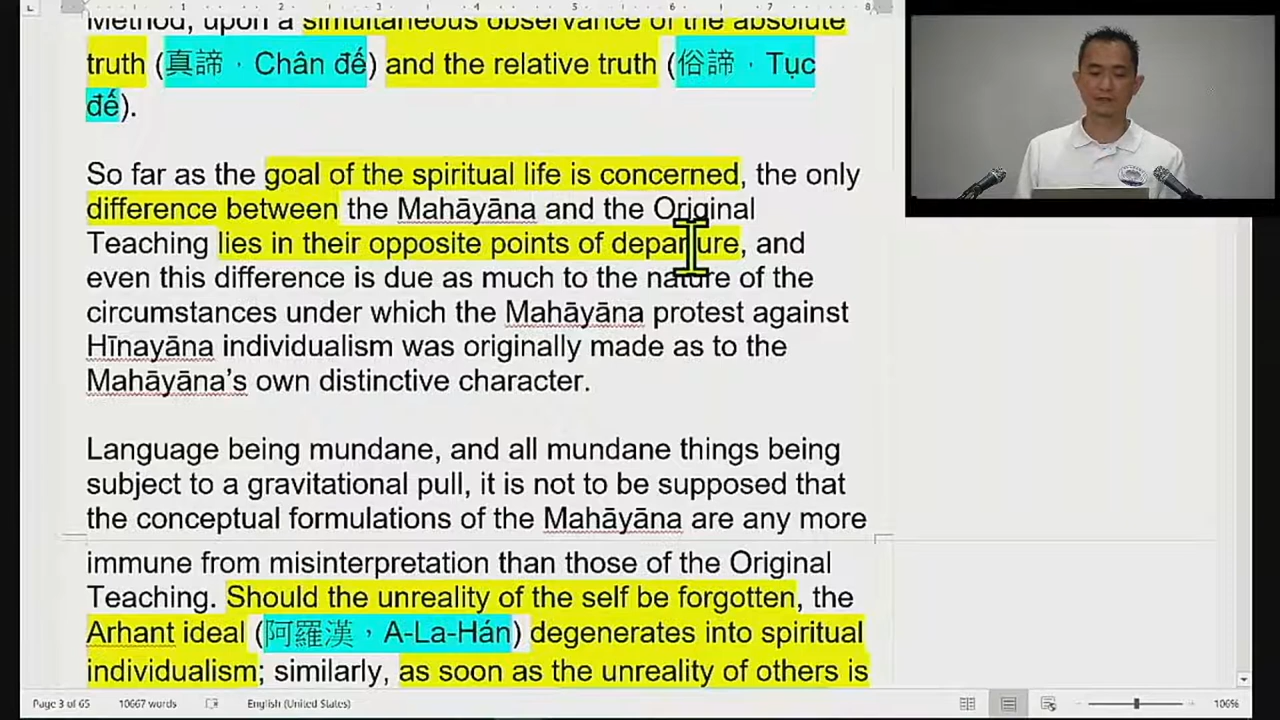 Method, upon a simultaneous observance of the absolute
truth (真諦，Chân đế) and the relative truth (俗諦，Tục
đế).
So far as the goal of the spiritual life is concerned, the only
difference between the Mahāyāna and the Original
Teaching lies in their opposite points of departure, and
even this difference is due as much to the nature of the
circumstances under which the Mahāyāna protest against
Hīnayāna individualism was originally made as to the
Mahāyāna's own distinctive character.
Language being mundane, and all mundane things being
subject to a gravitational pull, it is not to be supposed that
the conceptual formulations of the Mahāyāna are any more
immune from misinterpretation than those of the Original
Teaching. Should the unreality of the self be forgotten, the
Arhant ideal (阿羅漢，A-La-Hán) degenerates into spiritual
individualism; similarly, as soon as the unreality of others is
Page 3 of 65 10667 words English (United States) 106%